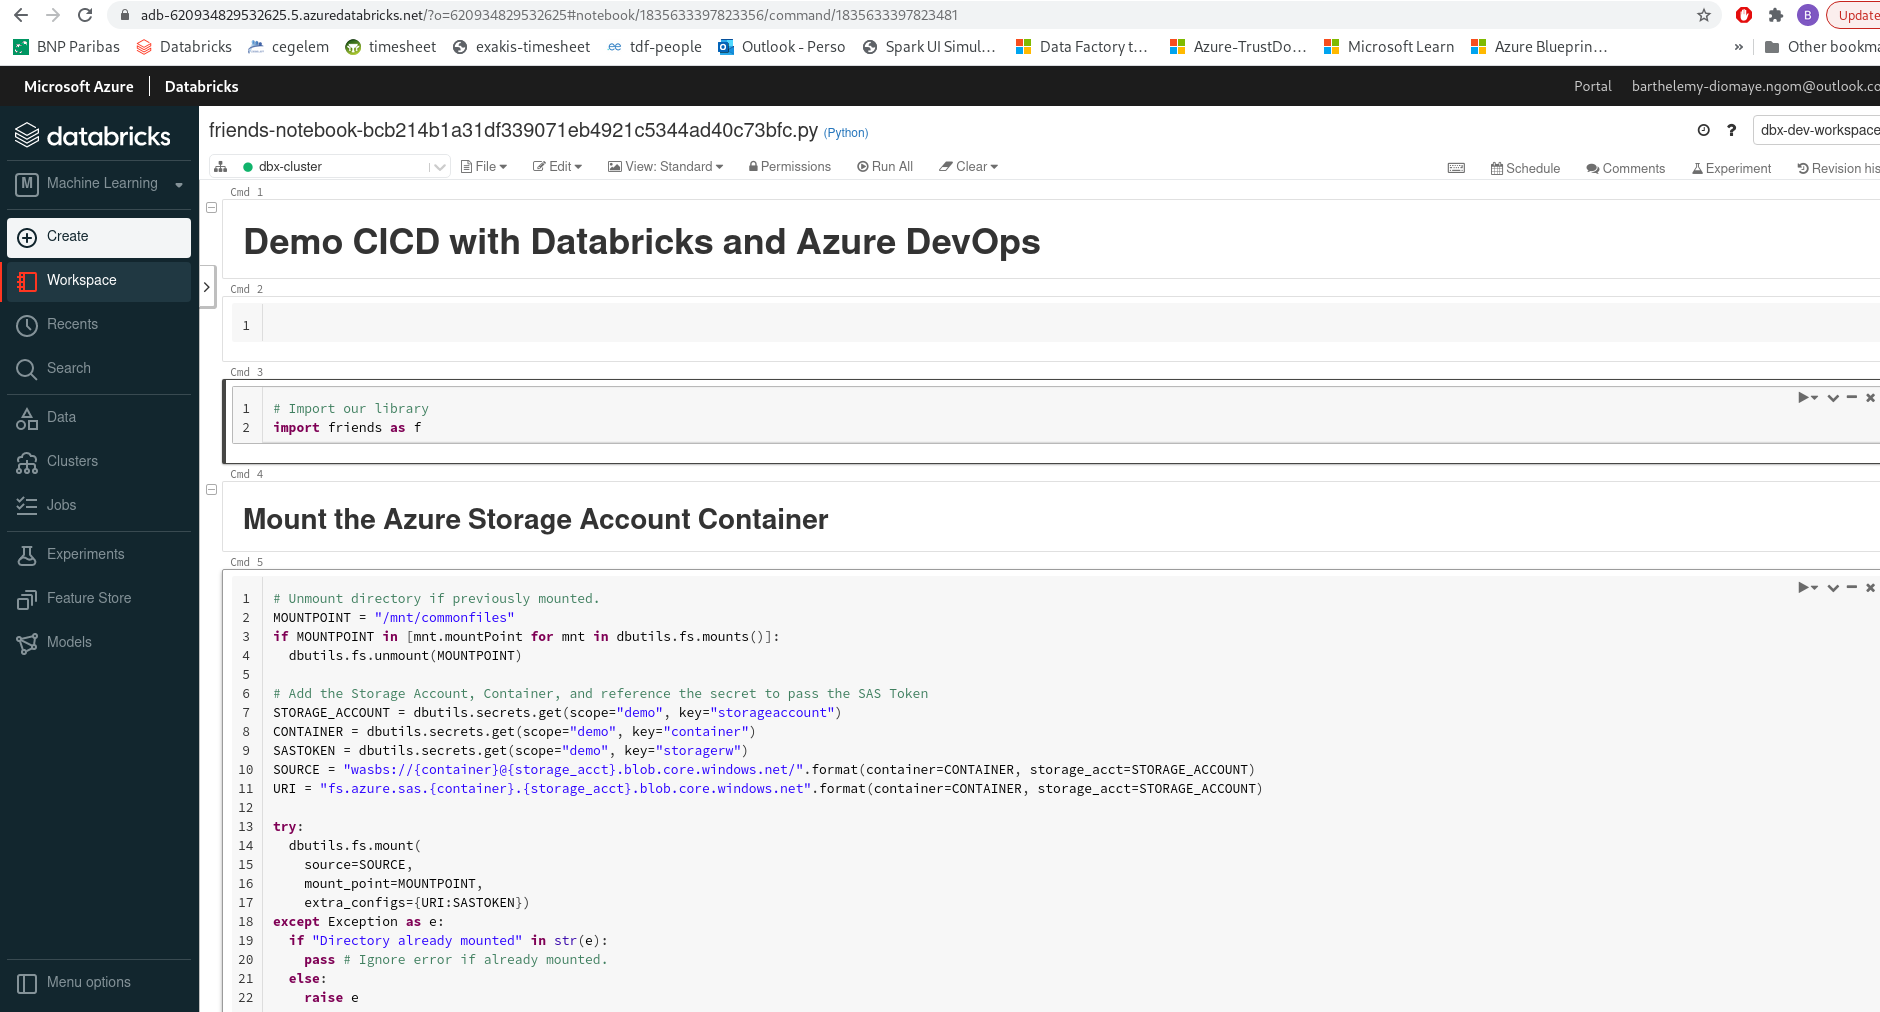 adb-620934829532625.5.azuredatabricks.net/?o=620934829532625#notebook/1835633397823356/command/1835633397823481
B
Update
BNP Paribas
Databricks
cegelem
timesheet
exakis-timesheet
tdf-people
Outlook - Perso
Spark UI Simul...
Data Factory t...
Azure-TrustDo...
Microsoft Learn
Azure Blueprin...
»
Other bookma
Microsoft Azure
Databricks
Portal
barthelemy-diomaye.ngom@outlook.co
databricks
M Machine Learning
Create
Workspace
Recents
Search
Data
Clusters
Jobs
Experiments
Feature Store
Models
Menu options
friends-notebook-bcb214b1a31df339071eb4921c5344ad40c73bfc.py (Python)
?
dbx-dev-workspace
dbx-cluster
File
Edit
View: Standard
Permissions
Run All
Clear
Schedule
Comments
Experiment
Revision his
Cmd 1
Demo CICD with Databricks and Azure DevOps
Cmd 2
1
Cmd 3
1 # Import our library
2 import friends as f
Cmd 4
Mount the Azure Storage Account Container
Cmd 5
1 # Unmount directory if previously mounted.
2 MOUNTPOINT = "/mnt/commonfiles"
3 if MOUNTPOINT in [mnt.mountPoint for mnt in dbutils.fs.mounts()]:
4   dbutils.fs.unmount(MOUNTPOINT)
5
6 # Add the Storage Account, Container, and reference the secret to pass the SAS Token
7 STORAGE_ACCOUNT = dbutils.secrets.get(scope="demo", key="storageaccount")
8 CONTAINER = dbutils.secrets.get(scope="demo", key="container")
9 SASTOKEN = dbutils.secrets.get(scope="demo", key="storagerw")
10 SOURCE = "wasbs://{container}@{storage_acct}.blob.core.windows.net/".format(container=CONTAINER, storage_acct=STORAGE_ACCOUNT)
11 URI = "fs.azure.sas.{container}.{storage_acct}.blob.core.windows.net".format(container=CONTAINER, storage_acct=STORAGE_ACCOUNT)
12
13 try:
14   dbutils.fs.mount(
15     source=SOURCE,
16     mount_point=MOUNTPOINT,
17     extra_configs={URI:SASTOKEN})
18 except Exception as e:
19   if "Directory already mounted" in str(e):
20     pass # Ignore error if already mounted.
21   else:
22     raise e